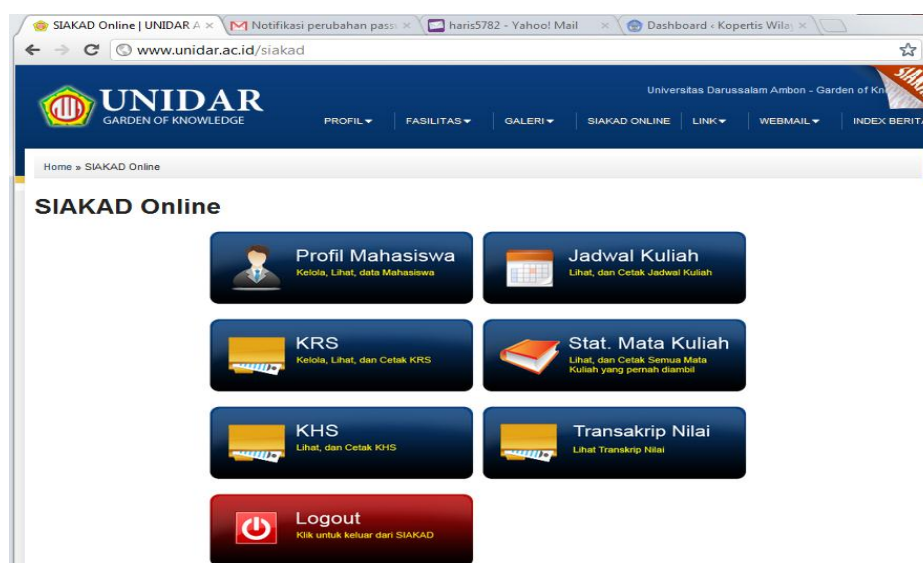 SIAKAD Online | UNIDAR A
Notifikasi perubahan pass
haris5782 - Yahoo! Mail
Dashboard ‹ Kopertis Wila
www.unidar.ac.id/siakad
Universitas Darussalam Ambon - Garden of Kn
UNIDAR
GARDEN OF KNOWLEDGE
PROFIL FASILITAS GALERI SIAKAD ONLINE LINK WEBMAIL INDEX BERIT
Home » SIAKAD Online
SIAKAD Online
Profil Mahasiswa
Kelola, Lihat, data Mahasiswa
Jadwal Kuliah
Lihat, dan Cetak Jadwal Kuliah
KRS
Kelola, Lihat, dan Cetak KRS
Stat. Mata Kuliah
Lihat, dan Cetak Semua Mata
Kuliah yang pernah diambil
KHS
Lihat, dan Cetak KHS
Transakrip Nilai
Lihat Transkrip Nilai
Logout
Klik untuk keluar dari SIAKAD